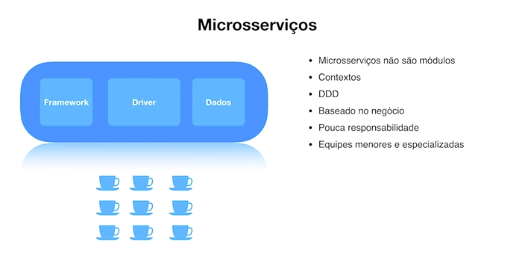 Microsserviços
Framework
Driver
Dados
Microsserviços não são módulos
Contextos
DDD
Baseado no negócio
Pouca responsabilidade
Equipes menores e especializadas